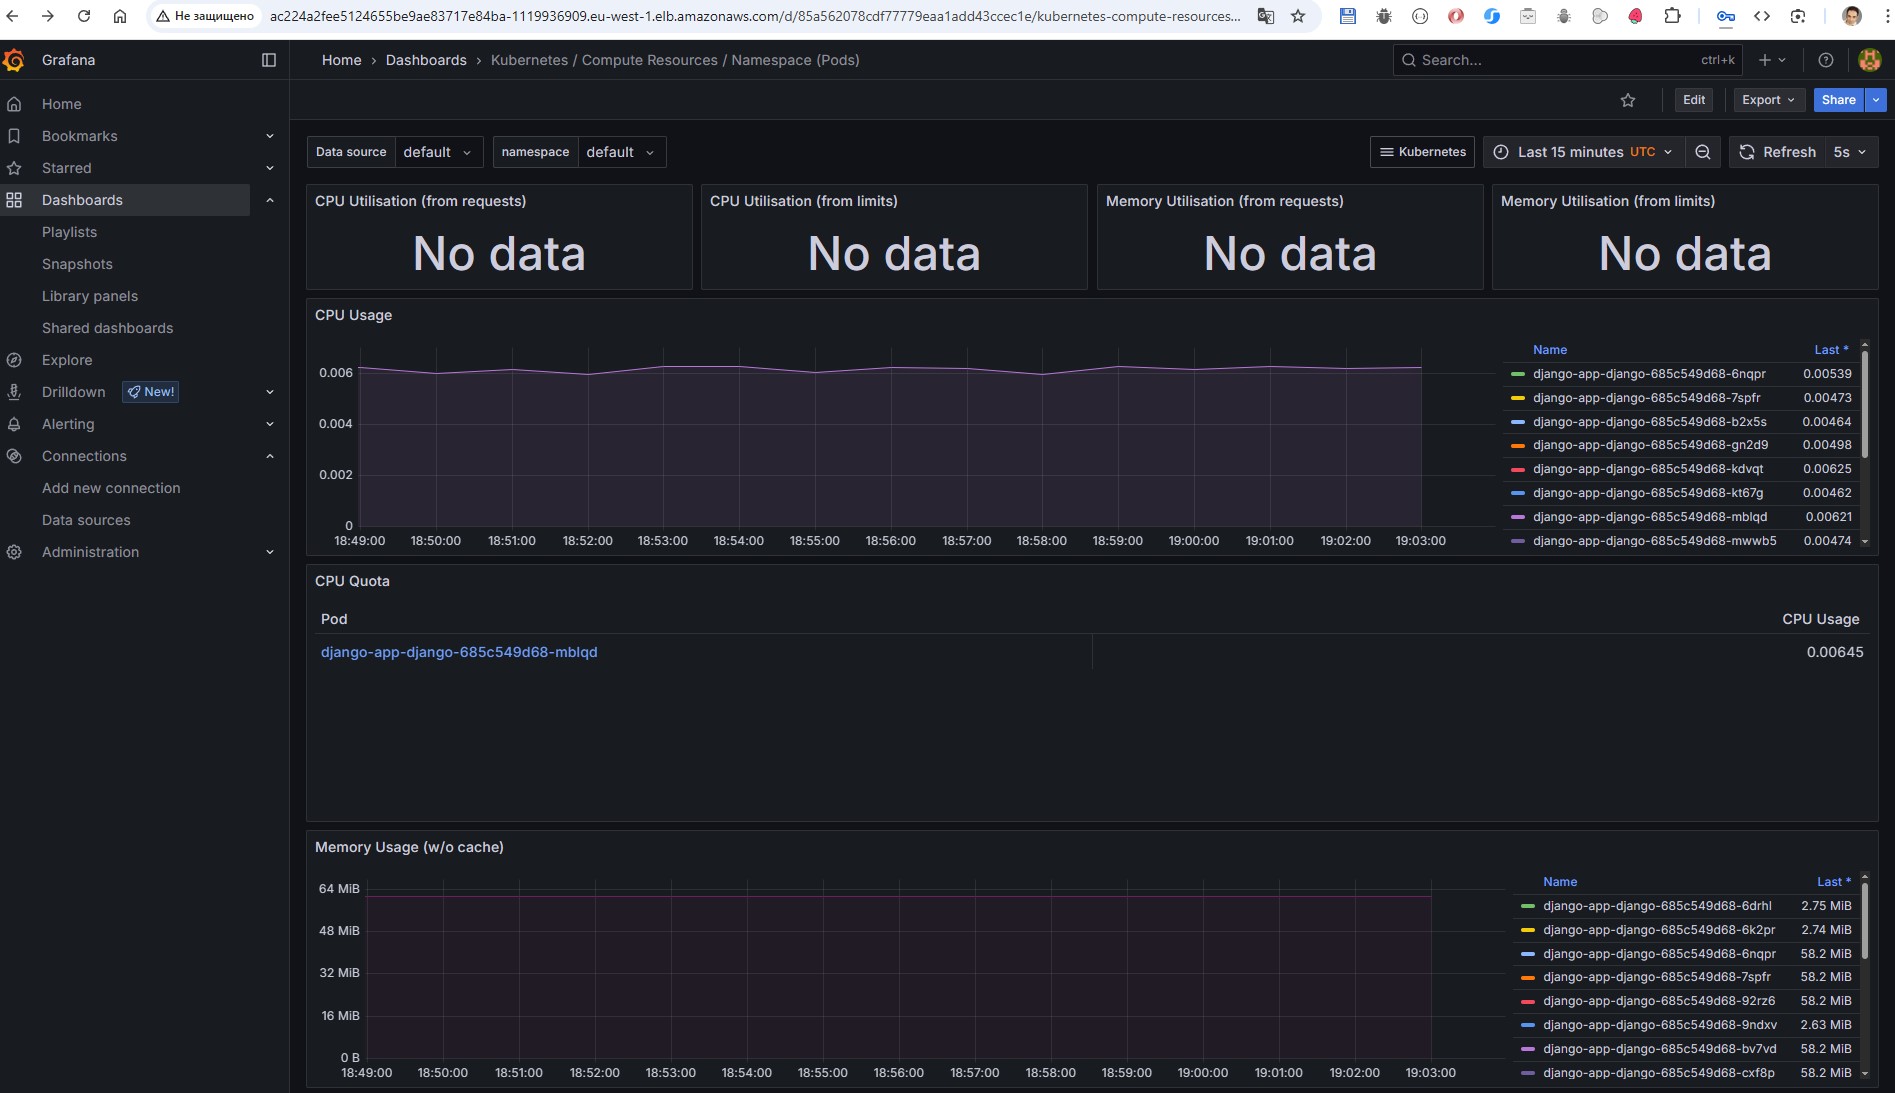 Не защищено
ac224a2fee5124655be9ae83717e84ba-1119936909.eu-west-1.elb.amazonaws.com/d/85a562078cdf77779eaa1add43ccec1e/kubernetes-compute-resources...
Grafana
Home › Dashboards › Kubernetes / Compute Resources / Namespace (Pods)
Search... ctrl+k
Home
Bookmarks
Starred
Dashboards
Playlists
Snapshots
Library panels
Shared dashboards
Explore
Drilldown New!
Alerting
Connections
Add new connection
Data sources
Administration
Edit Export Share
Data source default namespace default
Kubernetes Last 15 minutes UTC Refresh 5s
CPU Utilisation (from requests)
No data
CPU Utilisation (from limits)
No data
Memory Utilisation (from requests)
No data
Memory Utilisation (from limits)
No data
CPU Usage
0.006
0.004
0.002
0
18:49:00 18:50:00 18:51:00 18:52:00 18:53:00 18:54:00 18:55:00 18:56:00 18:57:00 18:58:00 18:59:00 19:00:00 19:01:00 19:02:00 19:03:00
Name Last *
django-app-django-685c549d68-6nqpr 0.00539
django-app-django-685c549d68-7spfr 0.00473
django-app-django-685c549d68-b2x5s 0.00464
django-app-django-685c549d68-gn2d9 0.00498
django-app-django-685c549d68-kdvqt 0.00625
django-app-django-685c549d68-kt67g 0.00462
django-app-django-685c549d68-mblqd 0.00621
django-app-django-685c549d68-mwwb5 0.00474
CPU Quota
Pod CPU Usage
django-app-django-685c549d68-mblqd 0.00645
Memory Usage (w/o cache)
64 MiB
48 MiB
32 MiB
16 MiB
0 B
18:49:00 18:50:00 18:51:00 18:52:00 18:53:00 18:54:00 18:55:00 18:56:00 18:57:00 18:58:00 18:59:00 19:00:00 19:01:00 19:02:00 19:03:00
Name Last *
django-app-django-685c549d68-6drhl 2.75 MiB
django-app-django-685c549d68-6k2pr 2.74 MiB
django-app-django-685c549d68-6nqpr 58.2 MiB
django-app-django-685c549d68-7spfr 58.2 MiB
django-app-django-685c549d68-92rz6 58.2 MiB
django-app-django-685c549d68-9ndxv 2.63 MiB
django-app-django-685c549d68-bv7vd 58.2 MiB
django-app-django-685c549d68-cxf8p 58.2 MiB